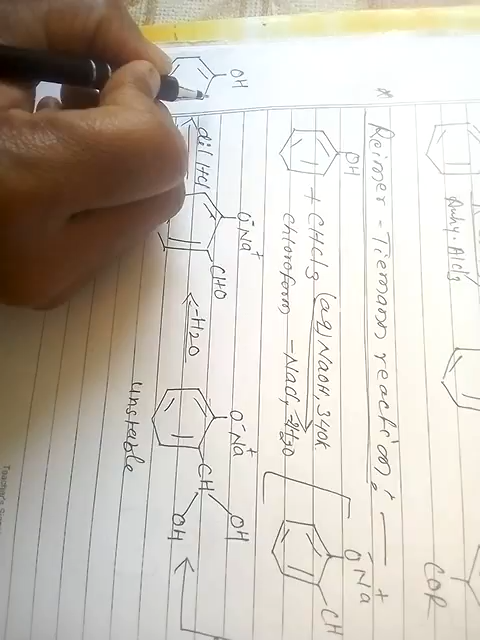 Anhy. AlCl3
COR
* Reimer-Tiemann reaction: —
OH
+ CHCl3 (aq) NaOH, 340K
chloroform -NaCl, -H2O
O-Na+
CH
O-Na+
CH
OH
OH
Unstable
-H2O
O-Na+
CHO
dil HCl
OH